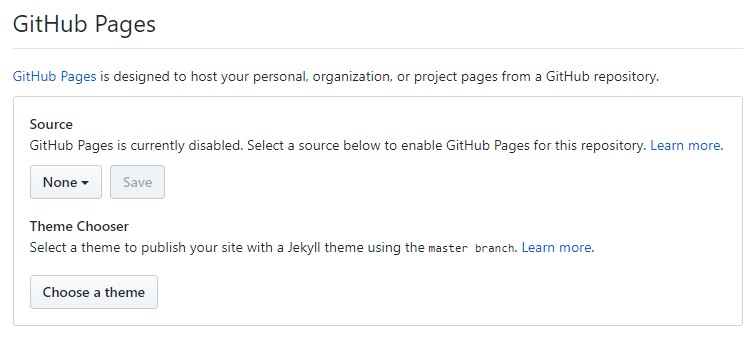 GitHub Pages
GitHub Pages is designed to host your personal, organization, or project pages from a GitHub repository.
Source
GitHub Pages is currently disabled. Select a source below to enable GitHub Pages for this repository. Learn more.
None Save
Theme Chooser
Select a theme to publish your site with a Jekyll theme using the master branch. Learn more.
Choose a theme